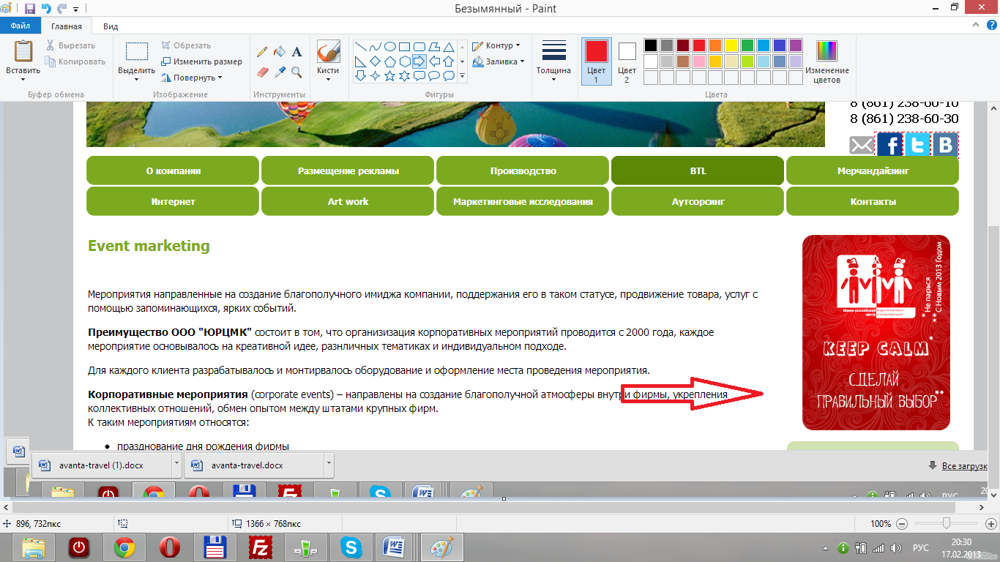 Безымянный - Paint
Файл
Главная
Вид
Вставить
Вырезать
Копировать
Буфер обмена
Выделить
Обрезать
Изменить размер
Повернуть
Изображение
Инструменты
Кисти
Контур
Заливка
Фигуры
Толщина
Цвет 1
Цвет 2
Изменение цветов
Цвета
8 (861) 238-60-10
8 (861) 238-60-30
О компании
Размещение рекламы
Производство
BTL
Мерчандайзинг
Интернет
Art work
Маркетинговые исследования
Аутсорсинг
Контакты
Event marketing
Мероприятия направленные на создание благополучного имиджа компании, поддержания его в таком статусе, продвижение товара, услуг с
помощью запоминающихся, ярких событий.
Преимущество ООО "ЮРЦМК" состоит в том, что организизация корпоративных мероприятий проводится с 2000 года, каждое
мероприятие основывалось на креативной идее, разнличных тематиках и индивидуальном подходе.
Для каждого клиента разрабатывалось и монтирвалось оборудование и оформление места проведения мероприятия.
Корпоративные мероприятия (corporate events) – направлены на создание благополучной атмосферы внутри фирмы, укрепления
коллективных отношений, обмен опытом между штатами крупных фирм.
К таким мероприятиям относятся:
• празднование дня рождения фирмы
* Не парься
** С Новым 2013 Годом
Южно-российский
центр
KEEP CALM*
СДЕЛАЙ
ПРАВИЛЬНЫЙ ВЫБОР**
avanta-travel (1).docx
avanta-travel.docx
Все загрузк
РУС
20
896, 732пкс
1366 × 768пкс
100%
РУС
20:30
17.02.2013